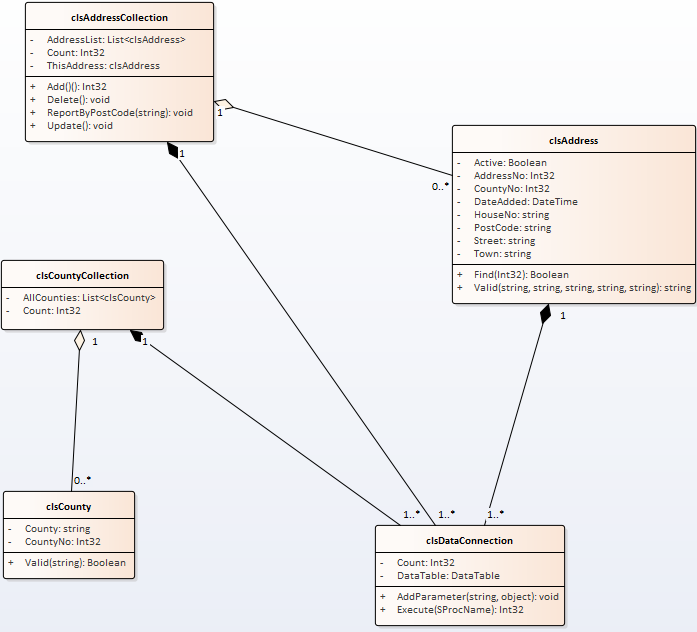 clsAddressCollection
- AddressList: List<clsAddress>
- Count: Int32
- ThisAddress: clsAddress
+ Add()(): Int32
+ Delete(): void
+ ReportByPostCode(string): void
+ Update(): void
1
1
0..*
clsAddress
- Active: Boolean
- AddressNo: Int32
- CountyNo: Int32
- DateAdded: DateTime
- HouseNo: string
- PostCode: string
- Street: string
- Town: string
+ Find(Int32): Boolean
+ Valid(string, string, string, string, string): string
1
clsCountyCollection
- AllCounties: List<clsCounty>
- Count: Int32
1
1
0..*
clsCounty
- County: string
- CountyNo: Int32
+ Valid(string): Boolean
1..*
1..*
1..*
clsDataConnection
- Count: Int32
- DataTable: DataTable
+ AddParameter(string, object): void
+ Execute(SProcName): Int32